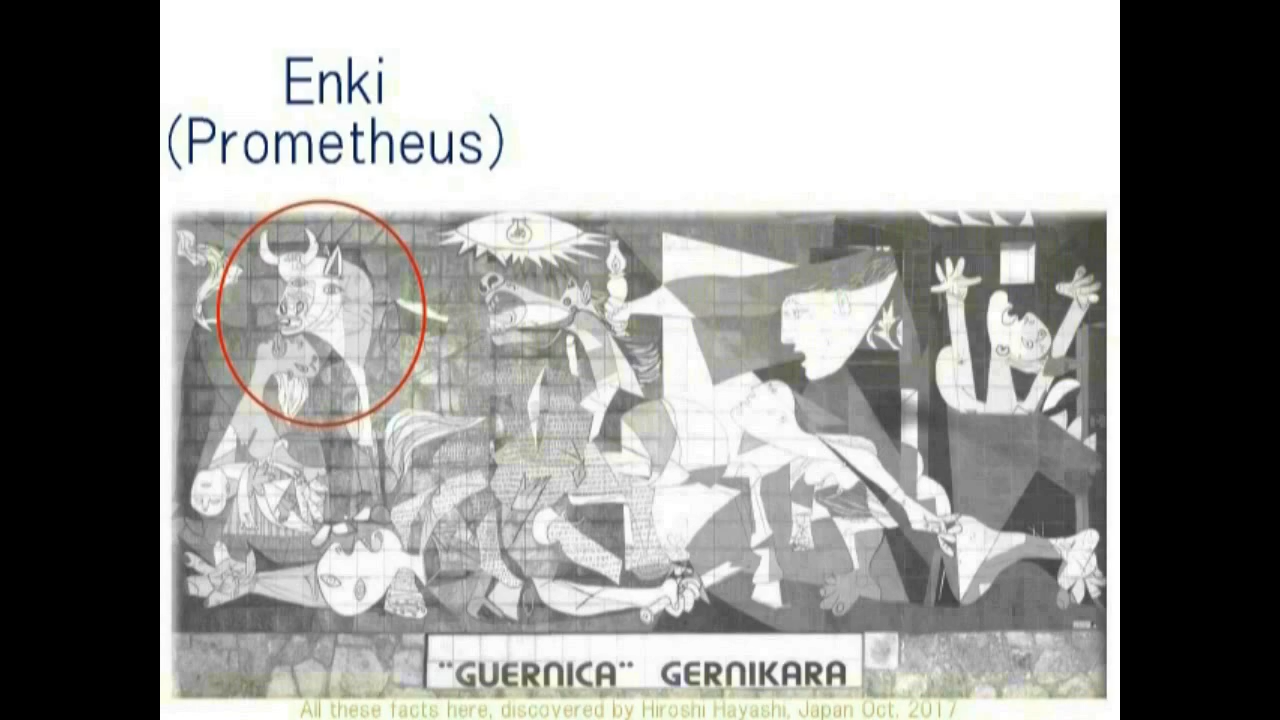 Enki
(Prometheus)
"GUERNICA" GERNIKARA
All these facts here, discovered by Hiroshi Hayashi, Japan Oct. 2017